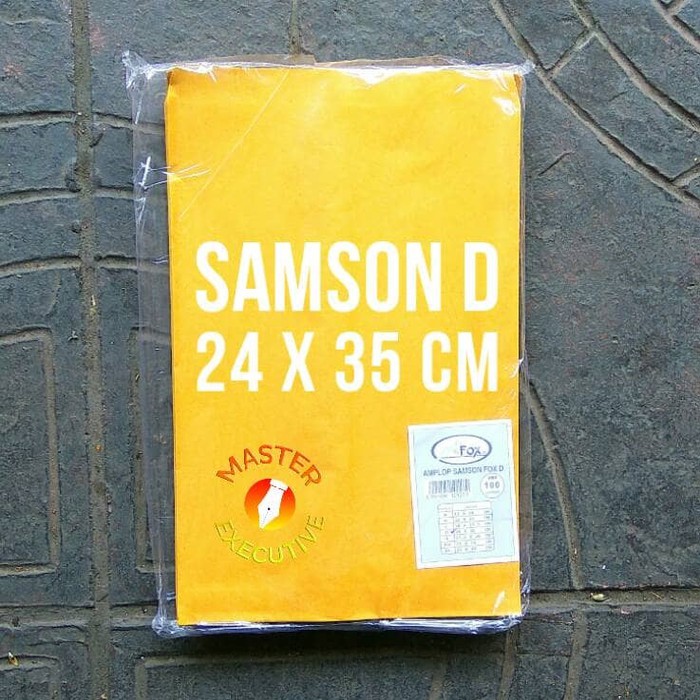 SAMSON D
24 X 35 CM
MASTER
EXECUTIVE
FOX
AMPLOP SAMSON FOX D
100